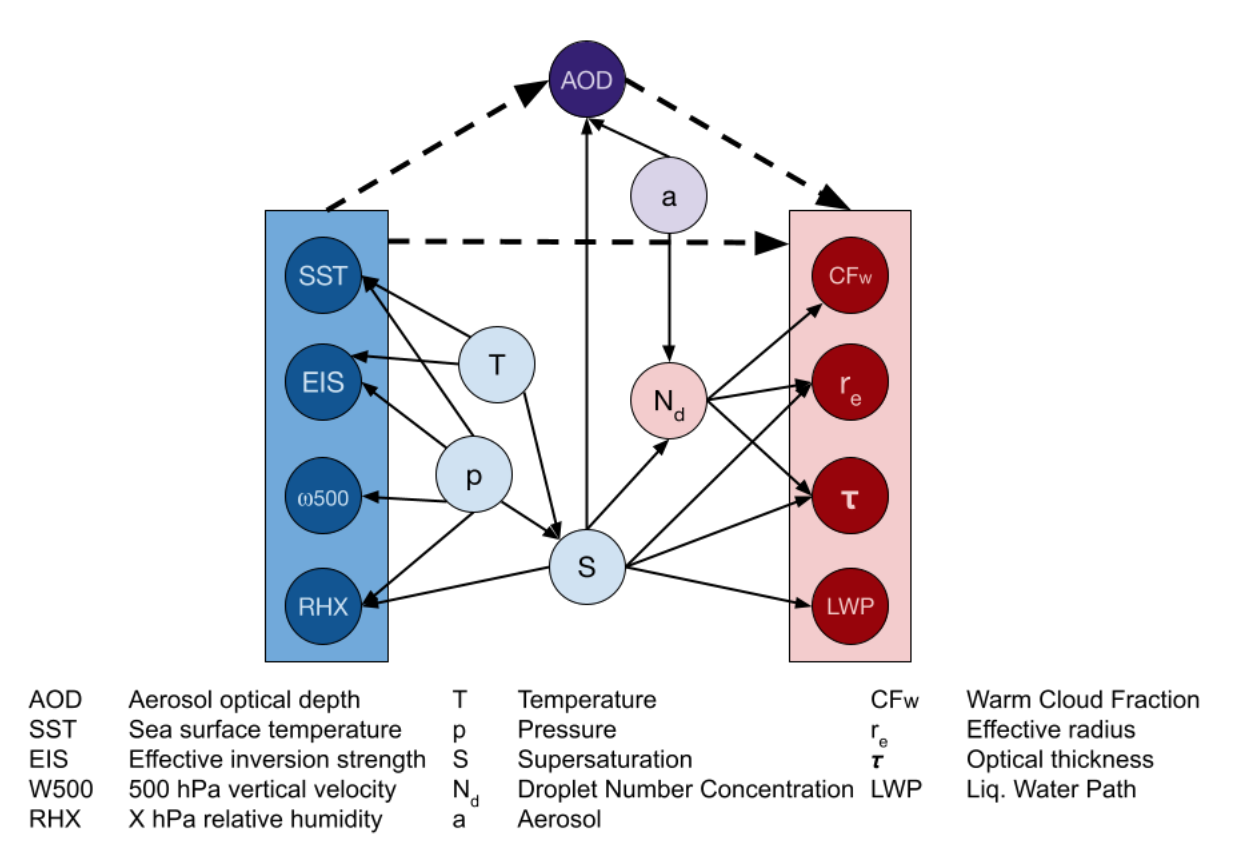 AOD
a
SST
CFw
T
EIS
re
Nd
p
ω500
τ
S
RHX
LWP
AOD Aerosol optical depth T Temperature CFw Warm Cloud Fraction
SST Sea surface temperature p Pressure re Effective radius
EIS Effective inversion strength S Supersaturation τ Optical thickness
W500 500 hPa vertical velocity Nd Droplet Number Concentration LWP Liq. Water Path
RHX X hPa relative humidity a Aerosol